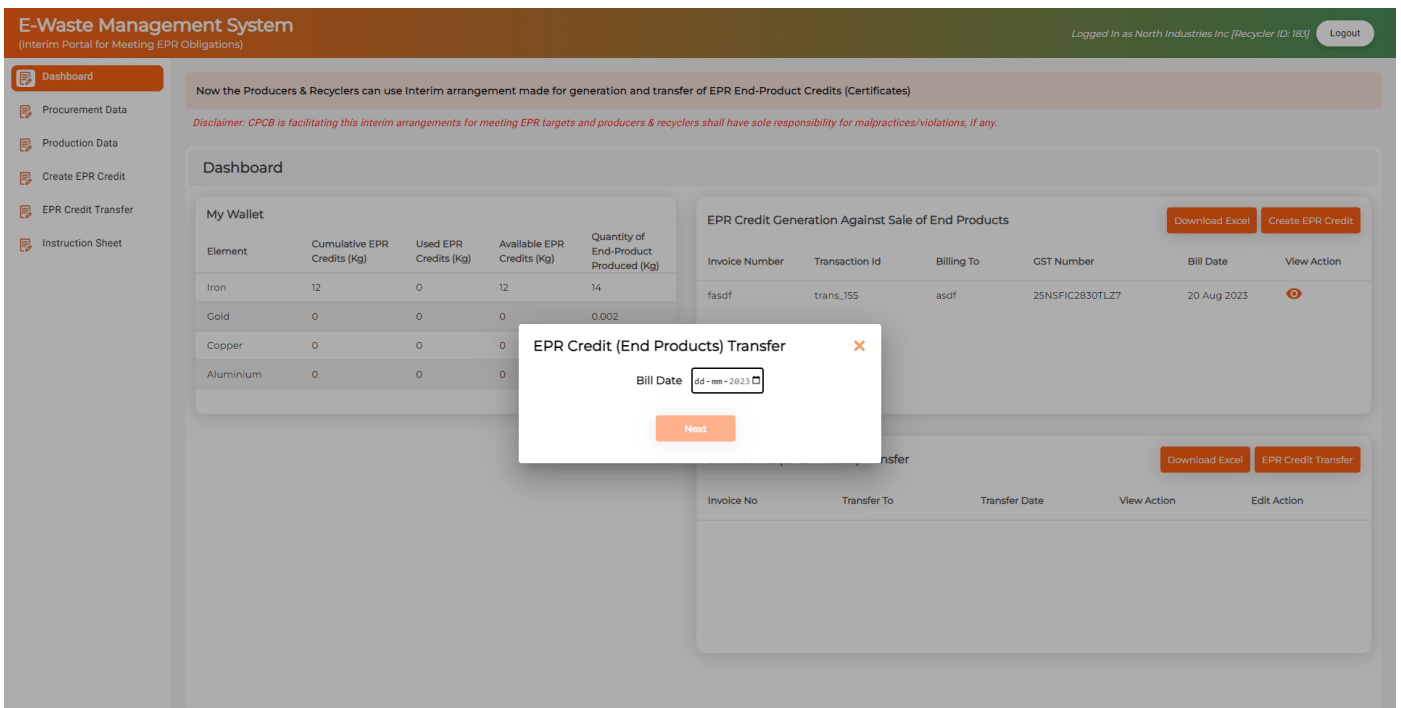 E-Waste Management System
(Interim Portal for Meeting EPR Obligations)
Logged In as North Industries Inc [Recycler ID: 183]
Logout
Dashboard
Procurement Data
Production Data
Create EPR Credit
EPR Credit Transfer
Instruction Sheet
Now the Producers & Recyclers can use Interim arrangement made for generation and transfer of EPR End-Product Credits (Certificates)
Disclaimer: CPCB is facilitating this interim arrangements for meeting EPR targets and producers & recyclers shall have sole responsibility for malpractices/violations, if any.
Dashboard
My Wallet
Element Cumulative EPR Credits (Kg) Used EPR Credits (Kg) Available EPR Credits (Kg) Quantity of End-Product Produced (Kg)
Iron 12 0 12 14
Gold 0 0 0 0.002
Copper 0 0 0
Aluminium 0 0 0
EPR Credit Generation Against Sale of End Products
Download Excel
Create EPR Credit
Invoice Number Transaction Id Billing To GST Number Bill Date View Action
fasdf trans_155 asdf 25NSFIC2830TLZ7 20 Aug 2023
EPR Credit (End Products) Transfer
Bill Date dd-mm-2023
Next
nsfer
Download Excel
EPR Credit Transfer
Invoice No Transfer To Transfer Date View Action Edit Action